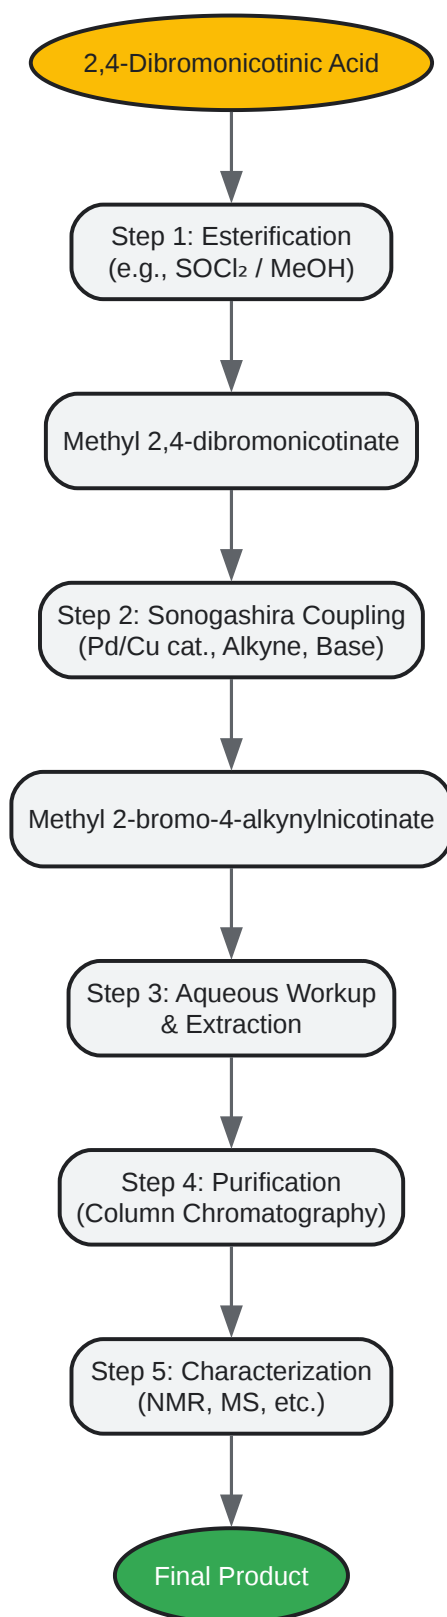 2,4-Dibromonicotinic Acid
Step 1: Esterification
(e.g., SOCl₂ / MeOH)
Methyl 2,4-dibromonicotinate
Step 2: Sonogashira Coupling
(Pd/Cu cat., Alkyne, Base)
Methyl 2-bromo-4-alkynylnicotinate
Step 3: Aqueous Workup
& Extraction
Step 4: Purification
(Column Chromatography)
Step 5: Characterization
(NMR, MS, etc.)
Final Product